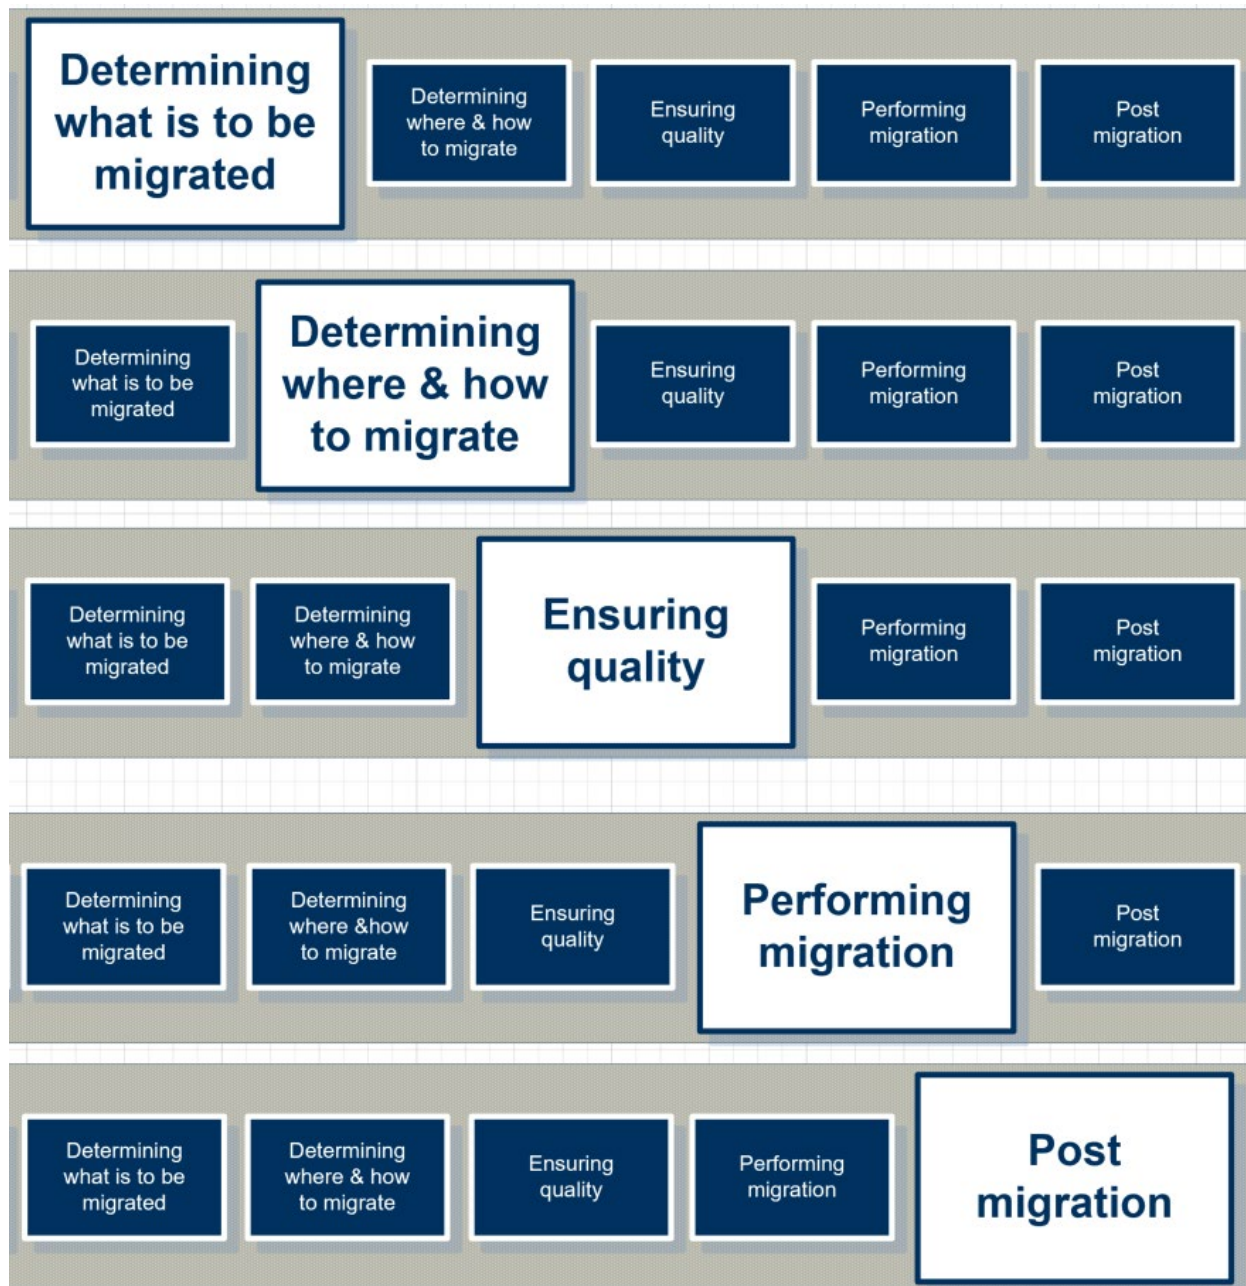 Determining
what is to be
migrated
Determining
where & how
to migrate
Ensuring
quality
Performing
migration
Post
migration
Determining
what is to be
migrated
Determining
where & how
to migrate
Ensuring
quality
Performing
migration
Post
migration
Determining
what is to be
migrated
Determining
where & how
to migrate
Ensuring
quality
Performing
migration
Post
migration
Determining
what is to be
migrated
Determining
where &how
to migrate
Ensuring
quality
Performing
migration
Post
migration
Determining
what is to be
migrated
Determining
where & how
to migrate
Ensuring
quality
Performing
migration
Post
migration